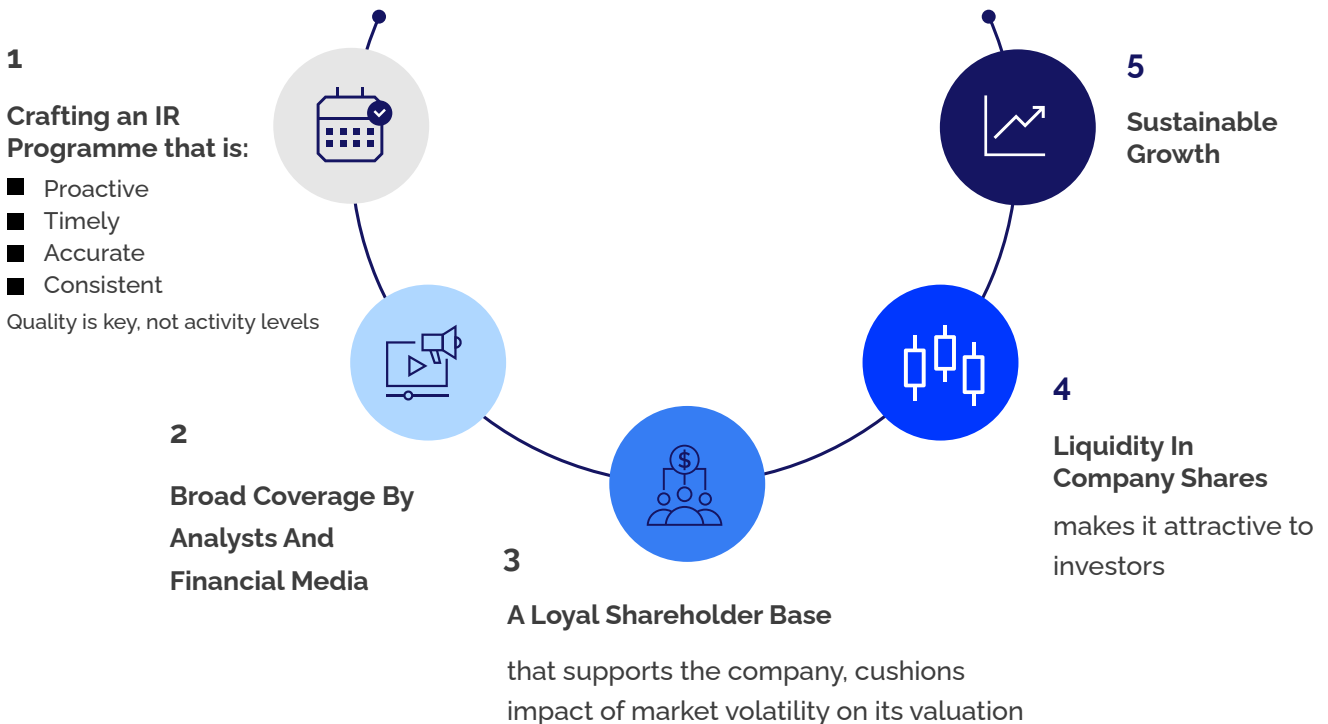 1
Crafting an IR
Programme that is:
Proactive
Timely
Accurate
Consistent
Quality is key, not activity levels
2
Broad Coverage By
Analysts And
Financial Media
3
A Loyal Shareholder Base
that supports the company, cushions
impact of market volatility on its valuation
$
4
Liquidity In
Company Shares
makes it attractive to
investors
5
Sustainable
Growth